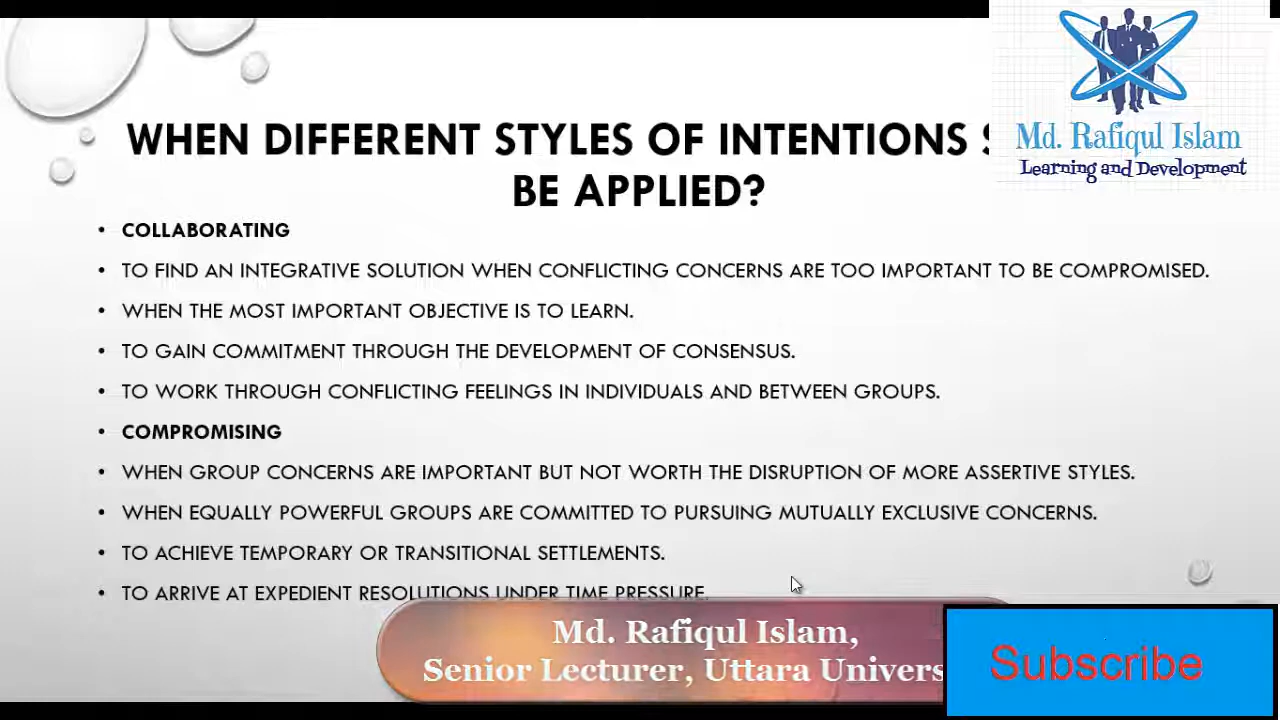 WHEN DIFFERENT STYLES OF INTENTIONS
BE APPLIED?
Md. Rafiqul Islam
Learning and Development
• COLLABORATING
• TO FIND AN INTEGRATIVE SOLUTION WHEN CONFLICTING CONCERNS ARE TOO IMPORTANT TO BE COMPROMISED.
• WHEN THE MOST IMPORTANT OBJECTIVE IS TO LEARN.
• TO GAIN COMMITMENT THROUGH THE DEVELOPMENT OF CONSENSUS.
• TO WORK THROUGH CONFLICTING FEELINGS IN INDIVIDUALS AND BETWEEN GROUPS.
• COMPROMISING
• WHEN GROUP CONCERNS ARE IMPORTANT BUT NOT WORTH THE DISRUPTION OF MORE ASSERTIVE STYLES.
• WHEN EQUALLY POWERFUL GROUPS ARE COMMITTED TO PURSUING MUTUALLY EXCLUSIVE CONCERNS.
• TO ACHIEVE TEMPORARY OR TRANSITIONAL SETTLEMENTS.
• TO ARRIVE AT EXPEDIENT RESOLUTIONS UNDER TIME PRESSURE.
Md. Rafiqul Islam,
Senior Lecturer, Uttara Univers
Subscribe